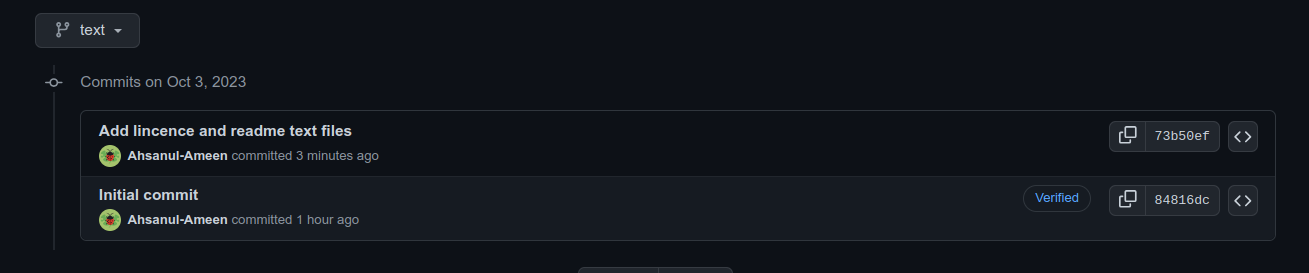 text
Commits on Oct 3, 2023
Add lincence and readme text files
73b50ef
Ahsanul-Ameen committed 3 minutes ago
Initial commit
Verified
84816dc
Ahsanul-Ameen committed 1 hour ago